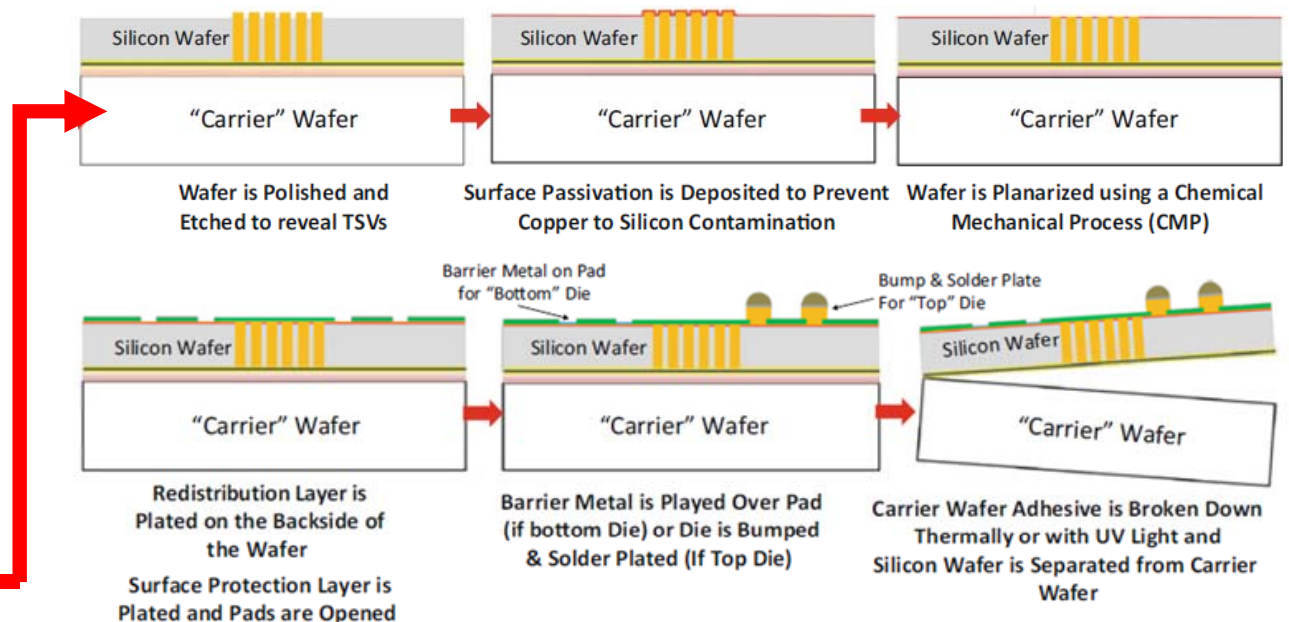 Silicon Wafer
"Carrier" Wafer
Wafer is Polished and
Etched to reveal TSVs
Silicon Wafer
"Carrier" Wafer
Surface Passivation is Deposited to Prevent
Copper to Silicon Contamination
Silicon Wafer
"Carrier" Wafer
Wafer is Planarized using a Chemical
Mechanical Process (CMP)
Silicon Wafer
"Carrier" Wafer
Redistribution Layer is
Plated on the Backside of
the Wafer
Surface Protection Layer is
Plated and Pads are Opened
Barrier Metal on Pad
for "Bottom" Die
Bump & Solder Plate
For "Top" Die
Silicon Wafer
"Carrier" Wafer
Barrier Metal is Played Over Pad
(if bottom Die) or Die is Bumped
& Solder Plated (If Top Die)
Silicon Wafer
"Carrier" Wafer
Carrier Wafer Adhesive is Broken Down
Thermally or with UV Light and
Silicon Wafer is Separated from Carrier
Wafer